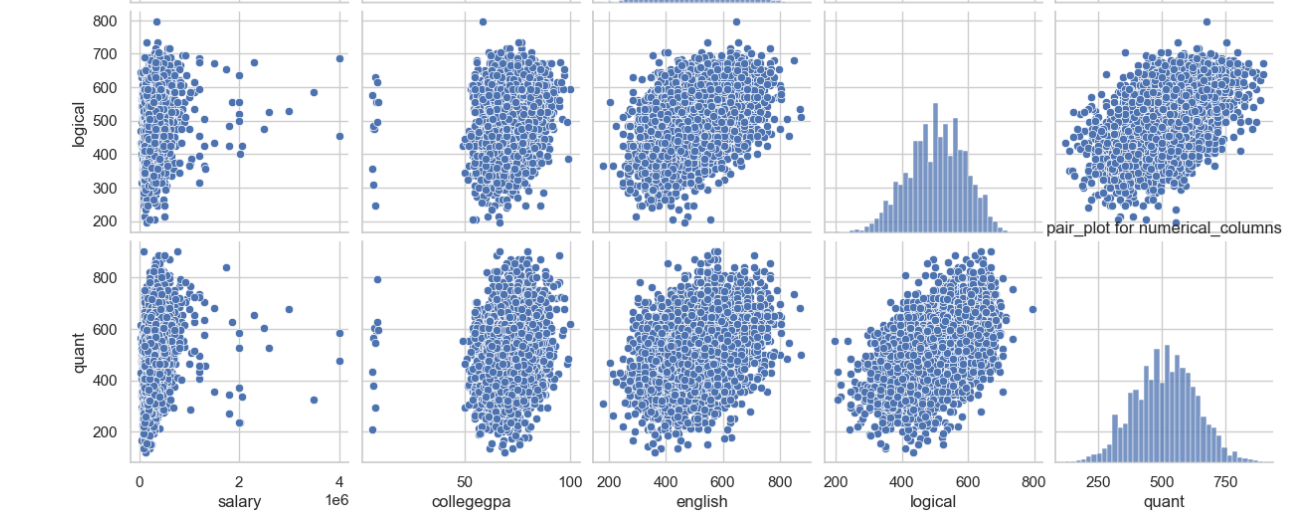 800
700
600
500
400
300
200
logical
pair_plot for numerical_columns
800
600
400
200
quant
0 2 4 50 100 200 400 600 800 200 400 600 800 250 500 750
1e6
salary collegegpa english logical quant